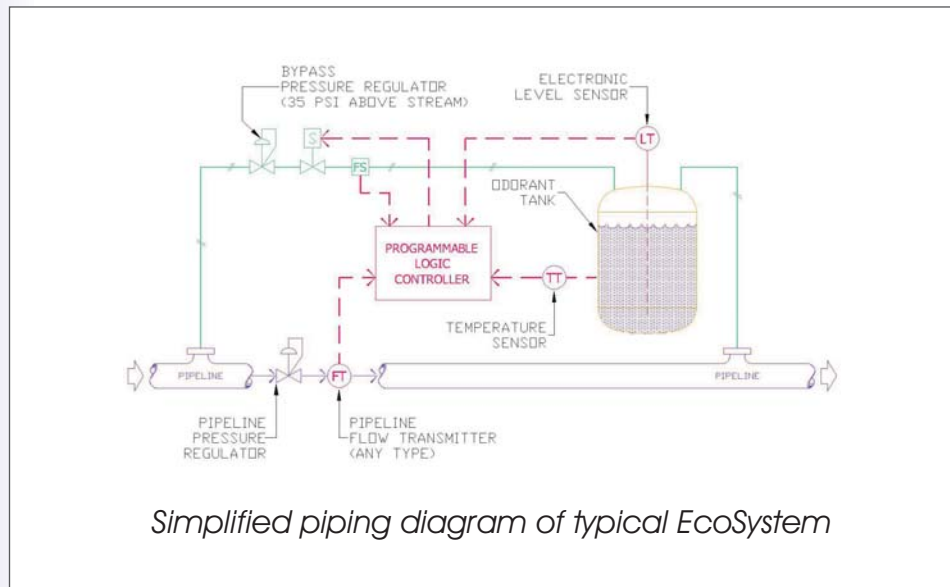 BYPASS
PRESSURE REGULATOR
(35 PSI ABOVE STREAM)
ELECTRONIC
LEVEL SENSOR
S
FS
LT
ODORANT
TANK
PROGRAMMABLE
LOGIC
CONTROLLER
TT
TEMPERATURE
SENSOR
PIPELINE
FT
PIPELINE
PIPELINE
PRESSURE
REGULATOR
PIPELINE
FLOW TRANSMITTER
(ANY TYPE)
Simplified piping diagram of typical EcoSystem